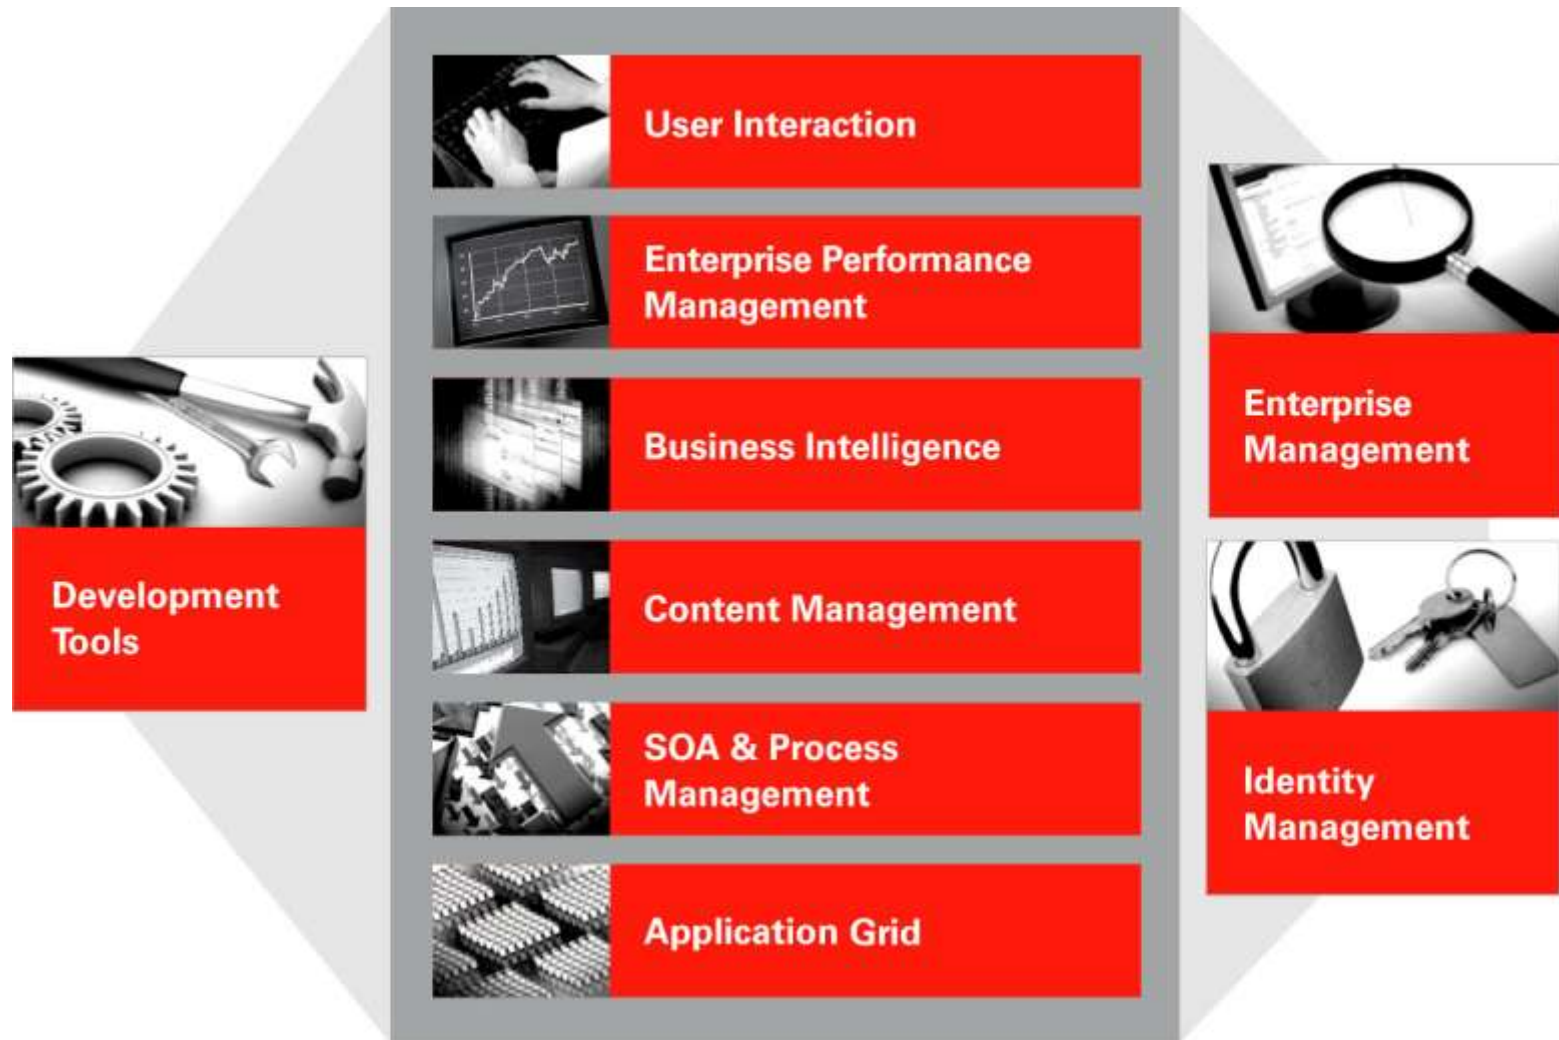 Development
Tools
User Interaction
Enterprise Performance
Management
Business Intelligence
Content Management
SOA & Process
Management
Application Grid
Enterprise
Management
Identity
Management